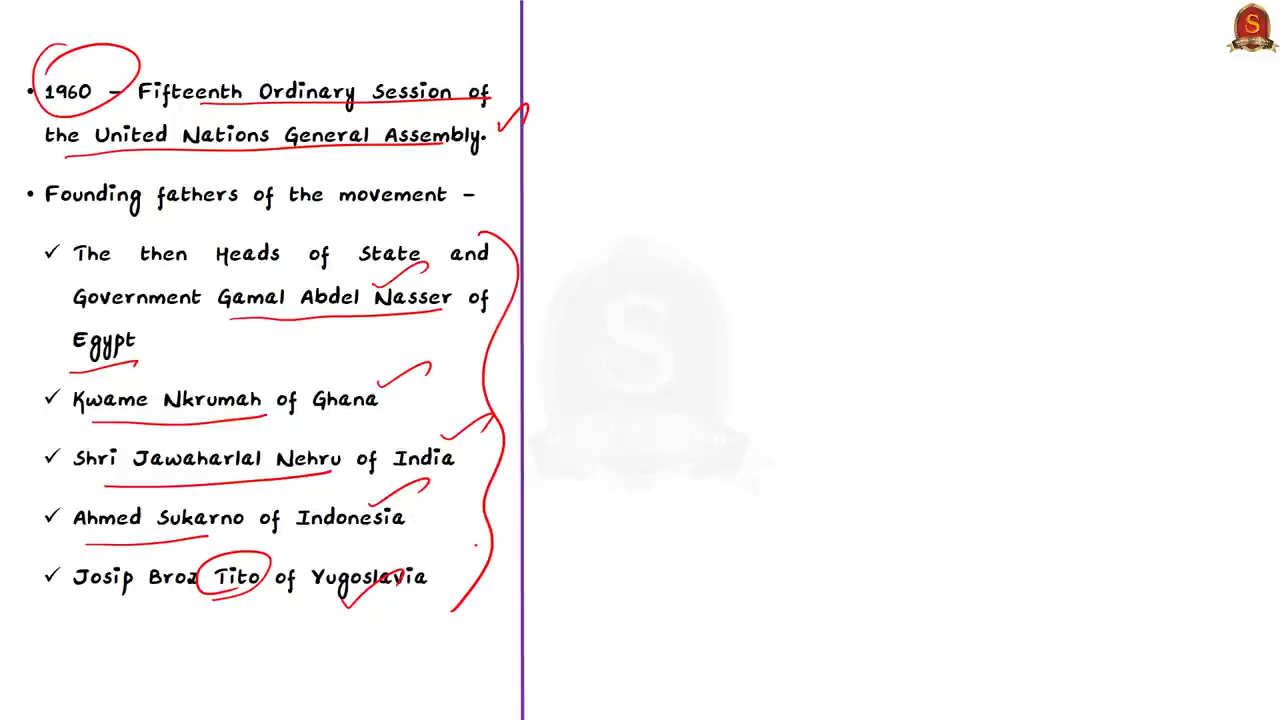 • 1960 – Fifteenth Ordinary Session of
the United Nations General Assembly.
• Founding fathers of the movement –
✓ The then Heads of State and
Government Gamal Abdel Nasser of
Egypt
✓ Kwame Nkrumah of Ghana
✓ Shri Jawaharlal Nehru of India
✓ Ahmed Sukarno of Indonesia
✓ Josip Broz Tito of Yugoslavia
S
S